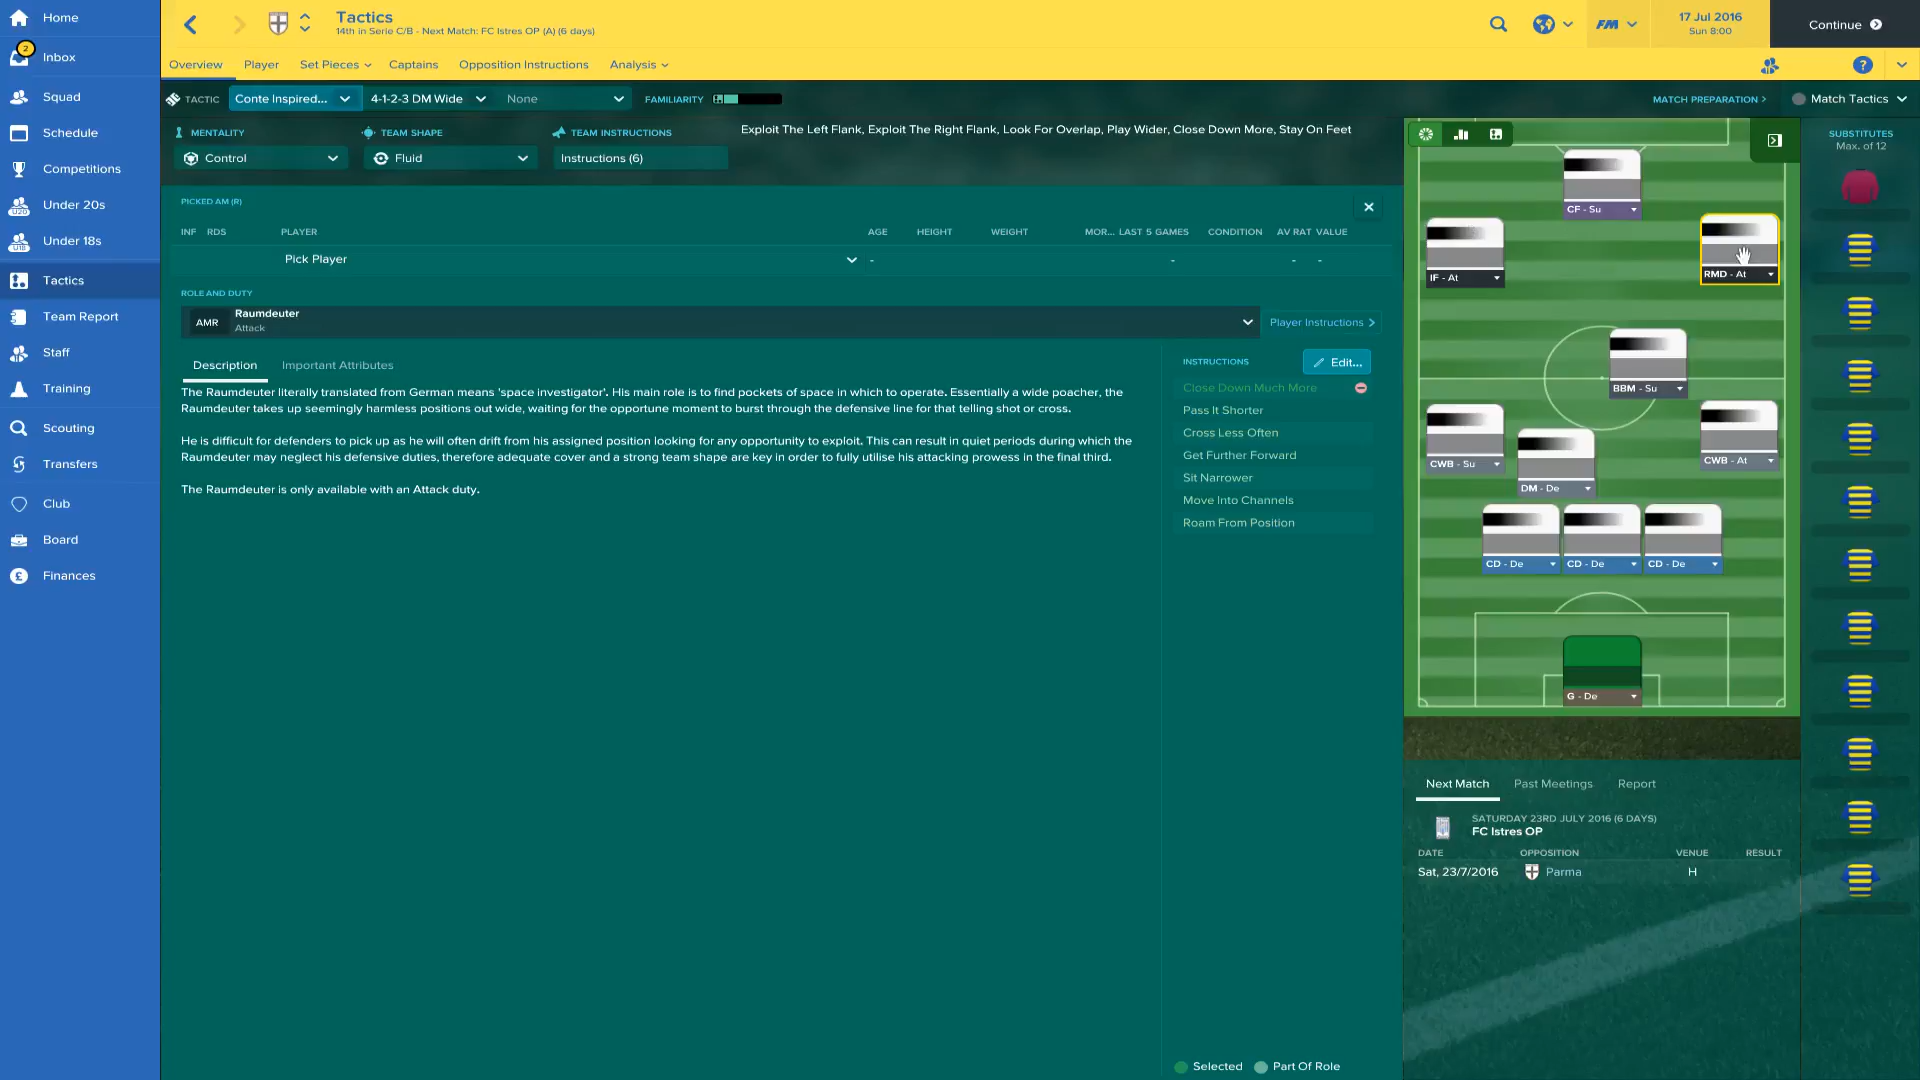 Home
2
Inbox
Squad
Schedule
Competitions
Under 20s
Under 18s
Tactics
Team Report
Staff
Training
Scouting
Transfers
Club
Board
Finances
Tactics
14th in Serie C/B - Next Match: FC Istres OP (A) (6 days)
FM
17 Jul 2016
Sun 8:00
Continue
Overview
Player
Set Pieces
Captains
Opposition Instructions
Analysis
?
TACTIC
Conte Inspired...
4-1-2-3 DM Wide
None
FAMILIARITY
MATCH PREPARATION >
Match Tactics
MENTALITY
Control
TEAM SHAPE
Fluid
TEAM INSTRUCTIONS
Instructions (6)
Exploit The Left Flank, Exploit The Right Flank, Look For Overlap, Play Wider, Close Down More, Stay On Feet
PICKED AM (R)
INF RDS PLAYER AGE HEIGHT WEIGHT MOR... LAST 5 GAMES CONDITION AV RAT VALUE
Pick Player - - - -
ROLE AND DUTY
AMR
Raumdeuter
Attack
Player Instructions >
Description
Important Attributes
The Raumdeuter literally translated from German means 'space investigator'. His main role is to find pockets of space in which to operate. Essentially a wide poacher, the
Raumdeuter takes up seemingly harmless positions out wide, waiting for the opportune moment to burst through the defensive line for that telling shot or cross.
He is difficult for defenders to pick up as he will often drift from his assigned position looking for any opportunity to exploit. This can result in quiet periods during which the
Raumdeuter may neglect his defensive duties, therefore adequate cover and a strong team shape are key in order to fully utilise his attacking prowess in the final third.
The Raumdeuter is only available with an Attack duty.
INSTRUCTIONS
Edit...
Close Down Much More
Pass It Shorter
Cross Less Often
Get Further Forward
Sit Narrower
Move Into Channels
Roam From Position
Selected
Part Of Role
CF - Su
IF - At
RMD - At
BBM - Su
CWB - Su
CWB - At
DM - De
CD - De
CD - De
CD - De
G - De
SUBSTITUTES
Max. of 12
Next Match
Past Meetings
Report
SATURDAY 23RD JULY 2016 (6 DAYS)
FC Istres OP
DATE OPPOSITION VENUE RESULT
Sat, 23/7/2016 Parma H